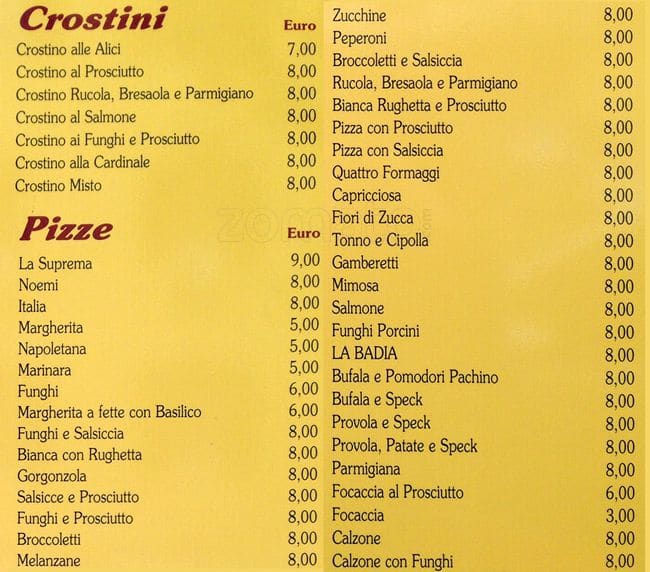 Crostini Euro
Crostino alle Alici 7,00
Crostino al Prosciutto 8,00
Crostino Rucola, Bresaola e Parmigiano 8,00
Crostino al Salmone 8,00
Crostino ai Funghi e Prosciutto 8,00
Crostino alla Cardinale 8,00
Crostino Misto 8,00
Pizze Euro
La Suprema 9,00
Noemi 8,00
Italia 8,00
Margherita 5,00
Napoletana 5,00
Marinara 5,00
Funghi 6,00
Margherita a fette con Basilico 6,00
Funghi e Salsiccia 8,00
Bianca con Rughetta 8,00
Gorgonzola 8,00
Salsicce e Prosciutto 8,00
Funghi e Prosciutto 8,00
Broccoletti 8,00
Melanzane 8,00
Zucchine 8,00
Peperoni 8,00
Broccoletti e Salsiccia 8,00
Rucola, Bresaola e Parmigiano 8,00
Bianca Rughetta e Prosciutto 8,00
Pizza con Prosciutto 8,00
Pizza con Salsiccia 8,00
Quattro Formaggi 8,00
Capricciosa 8,00
Fiori di Zucca 8,00
Tonno e Cipolla 8,00
Gamberetti 8,00
Mimosa 8,00
Salmone 8,00
Funghi Porcini 8,00
LA BADIA 8,00
Bufala e Pomodori Pachino 8,00
Bufala e Speck 8,00
Provola e Speck 8,00
Provola, Patate e Speck 8,00
Parmigiana 8,00
Focaccia al Prosciutto 6,00
Focaccia 3,00
Calzone 8,00
Calzone con Funghi 8,00